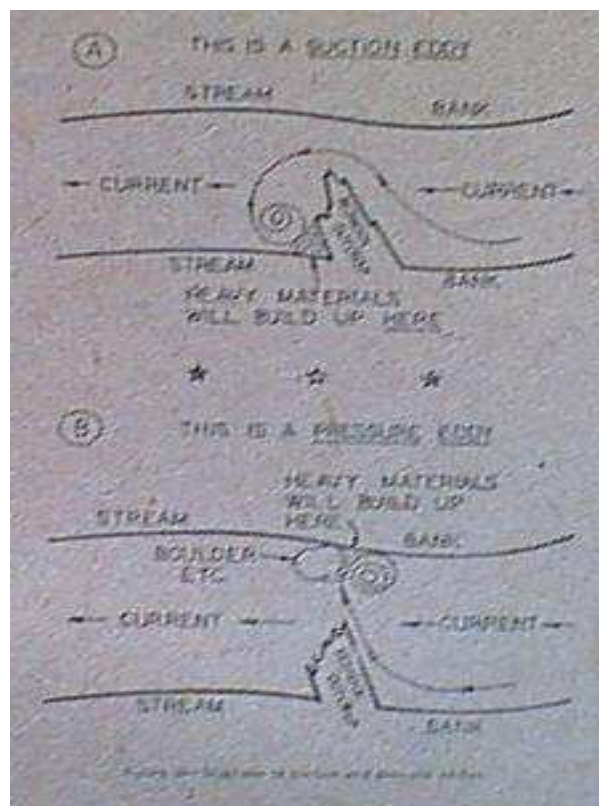 A THIS IS A SUCTION EDDY
STREAM BANK
CURRENT CURRENT
STREAM BANK
HEAVY MATERIALS
WILL BUILD UP HERE
B THIS IS A PRESSURE EDDY
HEAVY MATERIALS
WILL BUILD UP
HERE
STREAM BANK
BOULDER
ETC
CURRENT CURRENT
STREAM BANK